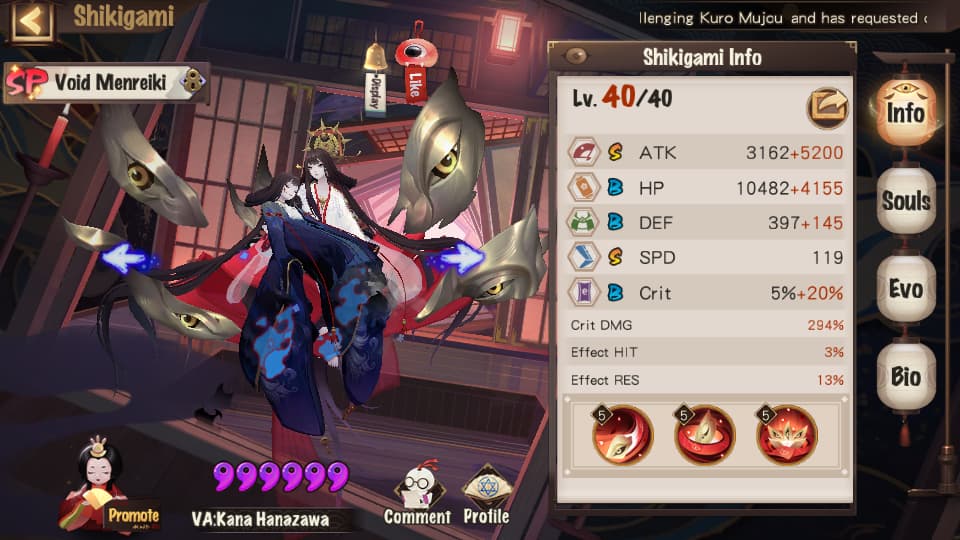 Shikigami
llenging Kuro Mujou and has requested
SP Void Menreiki
Display
Like
Shikigami Info
Lv. 40/40
S ATK 3162+5200
B HP 10482+4155
B DEF 397+145
S SPD 119
B Crit 5%+20%
Crit DMG 294%
Effect HIT 3%
Effect RES 13%
5 5 5
Info
Souls
Evo
Bio
Promote
999999
VA:Kana Hanazawa
Comment
Profile